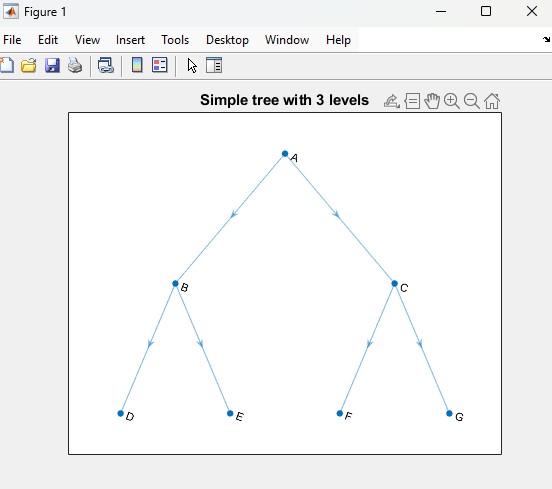 Figure 1
File Edit View Insert Tools Desktop Window Help
Simple tree with 3 levels
A
B
C
D
E
F
G